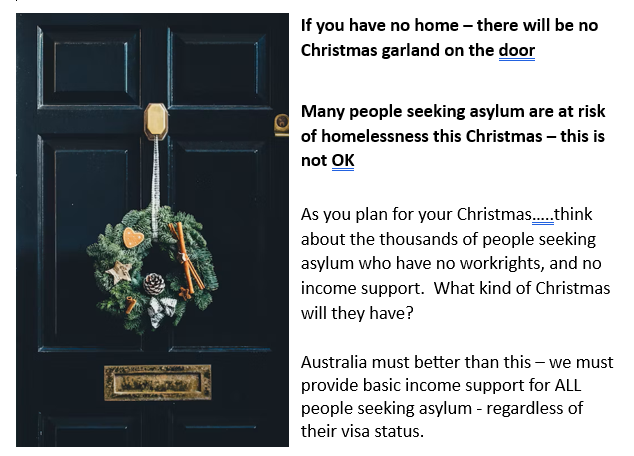 If you have no home – there will be no
Christmas garland on the door
Many people seeking asylum are at risk
of homelessness this Christmas – this is
not OK
As you plan for your Christmas.....think
about the thousands of people seeking
asylum who have no workrights, and no
income support.  What kind of Christmas
will they have?
Australia must better than this – we must
provide basic income support for ALL
people seeking asylum - regardless of
their visa status.